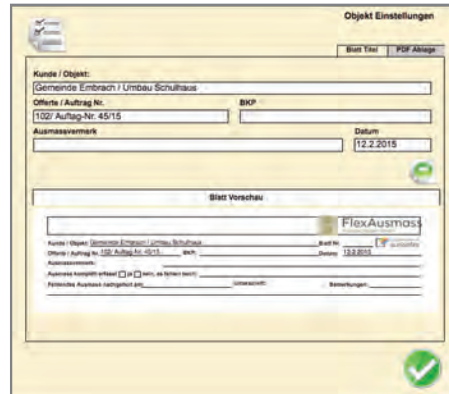 Objekt Einstellungen
Blatt Titel PDF Ablage
Kunde / Objekt:
Gemeinde Embrach / Umbau Schulhaus
Offerte / Auftrag Nr. BKP
102/ Auftag-Nr. 45/15
Ausmassvermerk Datum
12.2.2015
Blatt Vorschau
FlexAusmass
Kunde / Objekt: Gemeinde Embrach / Umbau Schulhaus Blatt Nr.
Offerte / Auftrag Nr. 102/ Auftag-Nr. 45/15 BKP: Datum: 12.2.2015
Ausmassvermerk:
Ausmass komplett erfasst ja nein, es fehlen noch:
Fehlendes Ausmass nachgeführt am: Unterschrift: Bemerkungen: